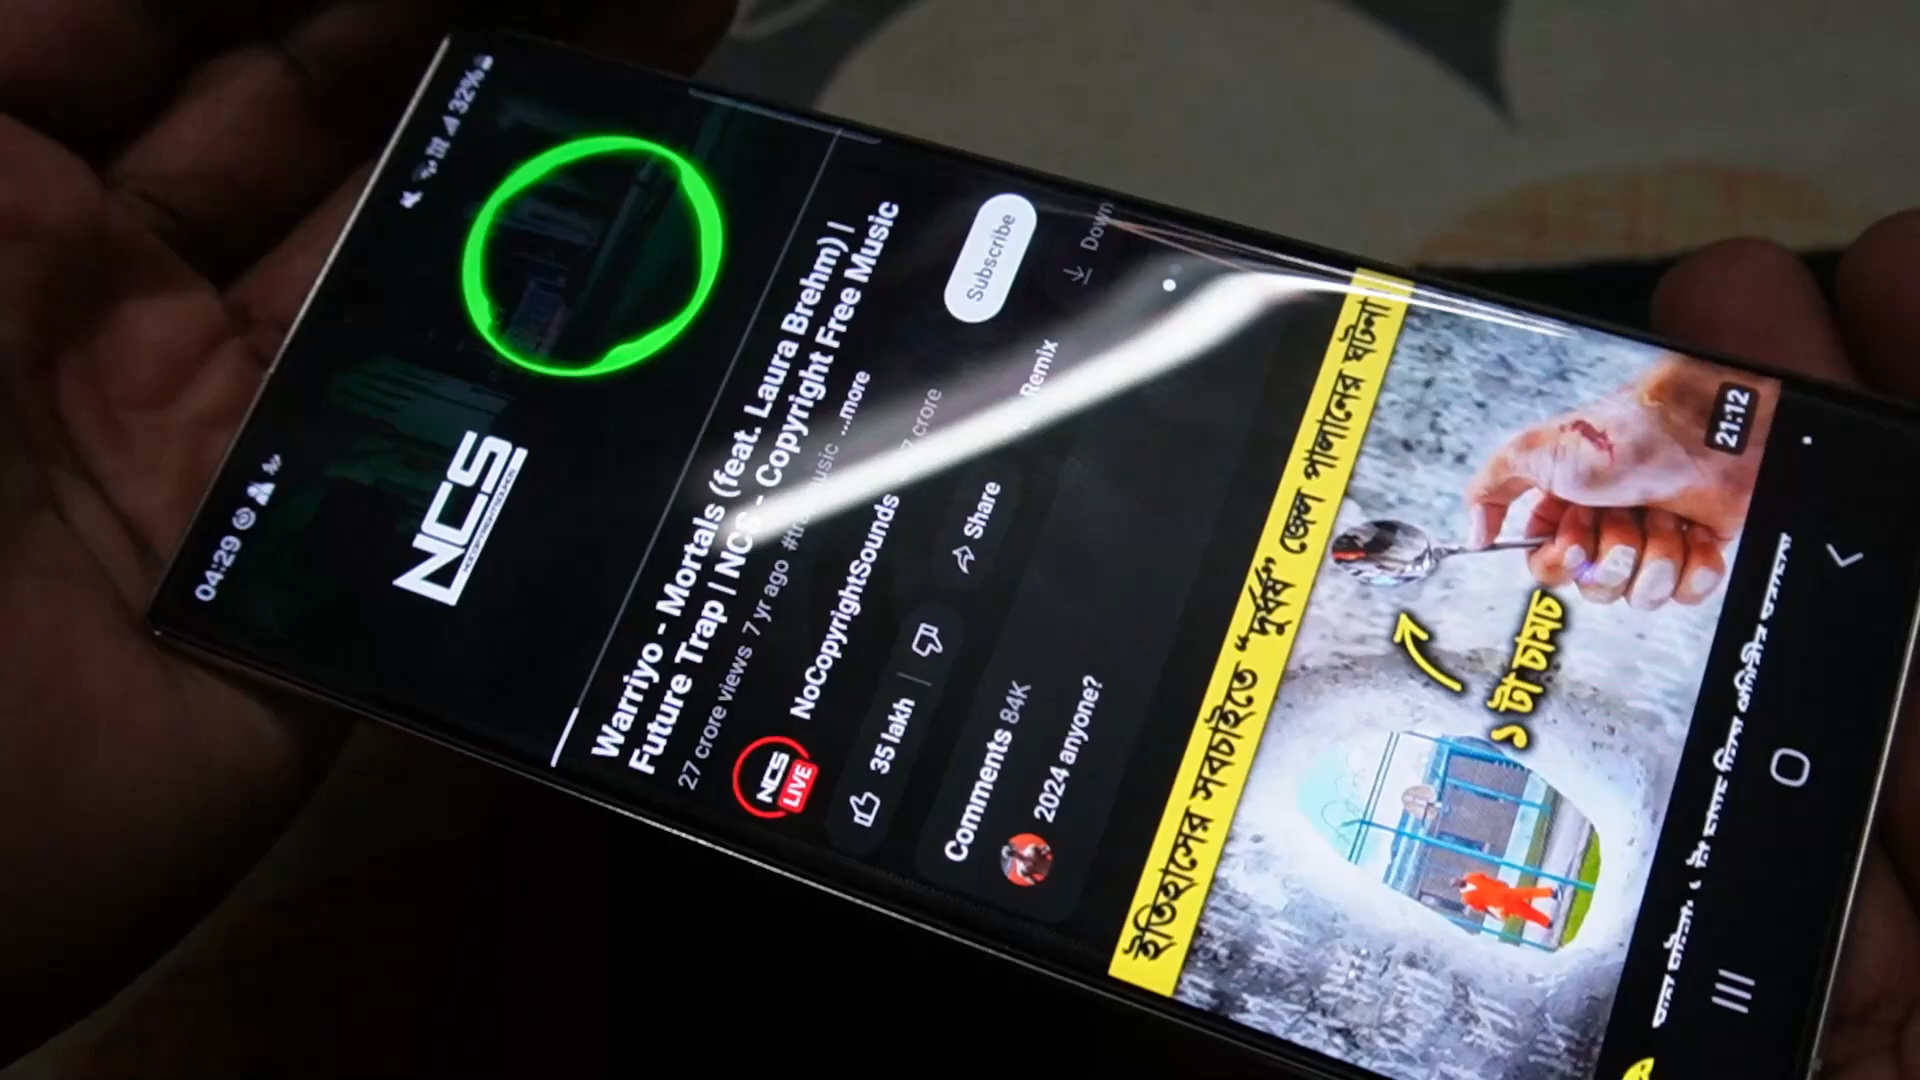 04:29
32%
NCS
NOCOPYRIGHTSOUNDS
Warriyo - Mortals (feat. Laura Brehm) |
Future Trap | NCS - Copyright Free Music
27 crore views 7 yr ago ...more
NCS
LIVE
NoCopyrightSounds
Subscribe
35 lakh
Share
Remix
Down
Comments 84K
2024 anyone?
ইতিহাসের সবচাইতে “দুর্ধর্ষ” জেল পালানের ঘটনা
১ টা চামচ
21:12